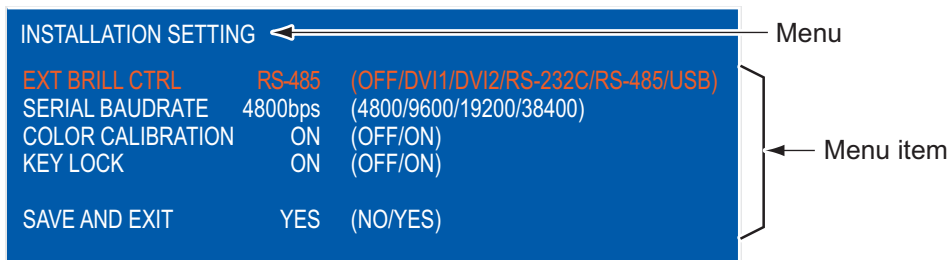 INSTALLATION SETTING
Menu
EXT BRILL CTRL RS-485 (OFF/DVI1/DVI2/RS-232C/RS-485/USB)
SERIAL BAUDRATE 4800bps (4800/9600/19200/38400)
COLOR CALIBRATION ON (OFF/ON)
KEY LOCK ON (OFF/ON)
Menu item
SAVE AND EXIT YES (NO/YES)